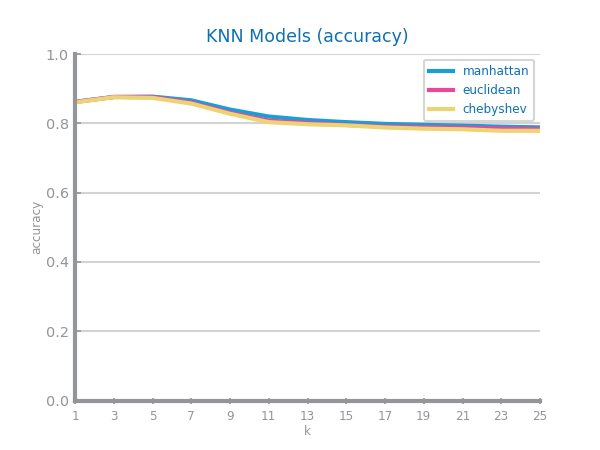 KNN Models (accuracy)
1.0
0.8
0.6
0.4
0.2
0.0
accuracy
manhattan
euclidean
chebyshev
1 3 5 7 9 11 13 15 17 19 21 23 25
k